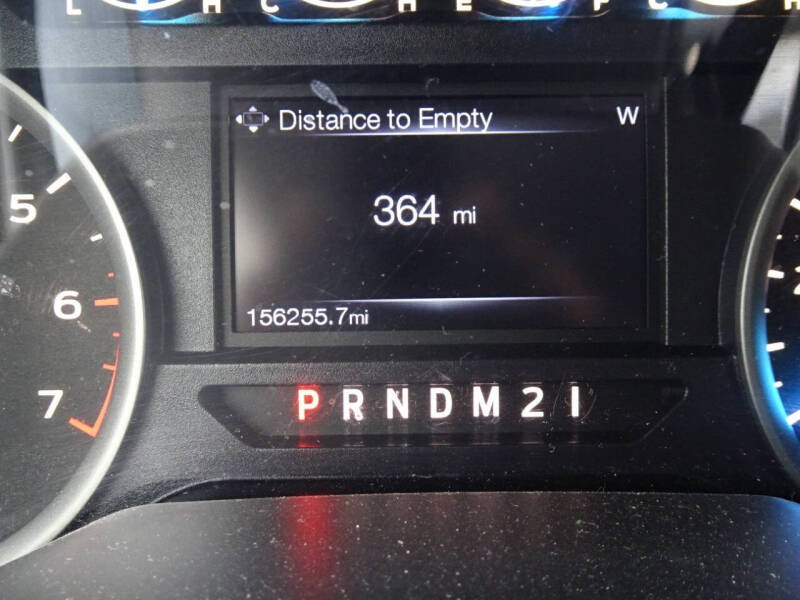 L H C H E F C H
Distance to Empty W
364 mi
156255.7mi
5
6
7
P R N D M 2 1